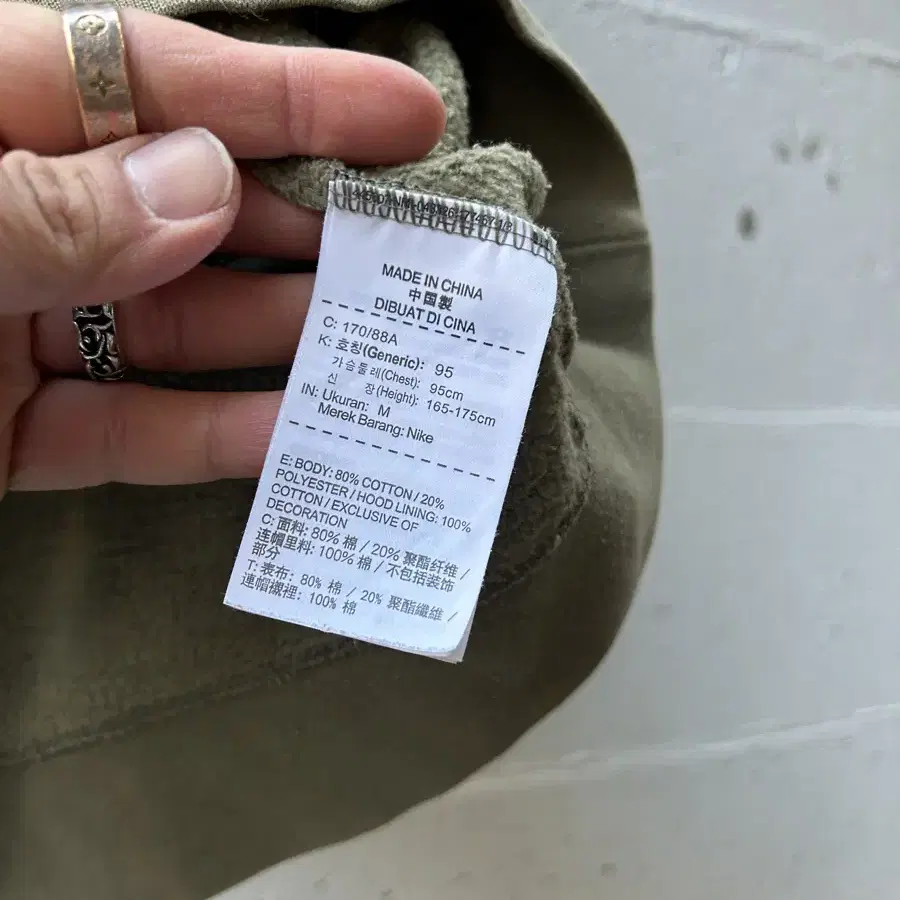 MADE IN CHINA
中国製
DIBUAT DI CINA
C: 170/88A
K: 호칭(Generic): 95
가슴둘레(Chest): 95cm
신 장(Height): 165-175cm
IN: Ukuran: M
Merek Barang: Nike
E: BODY: 80% COTTON / 20%
POLYESTER / HOOD LINING: 100%
COTTON / EXCLUSIVE OF
DECORATION
C: 面料: 80% 棉 / 20% 聚酯纤维 /
连帽里料: 100% 棉 / 不包括装饰
部分
T: 表布: 80% 棉 / 20% 聚酯纖維 /
連帽襯裡: 100% 棉